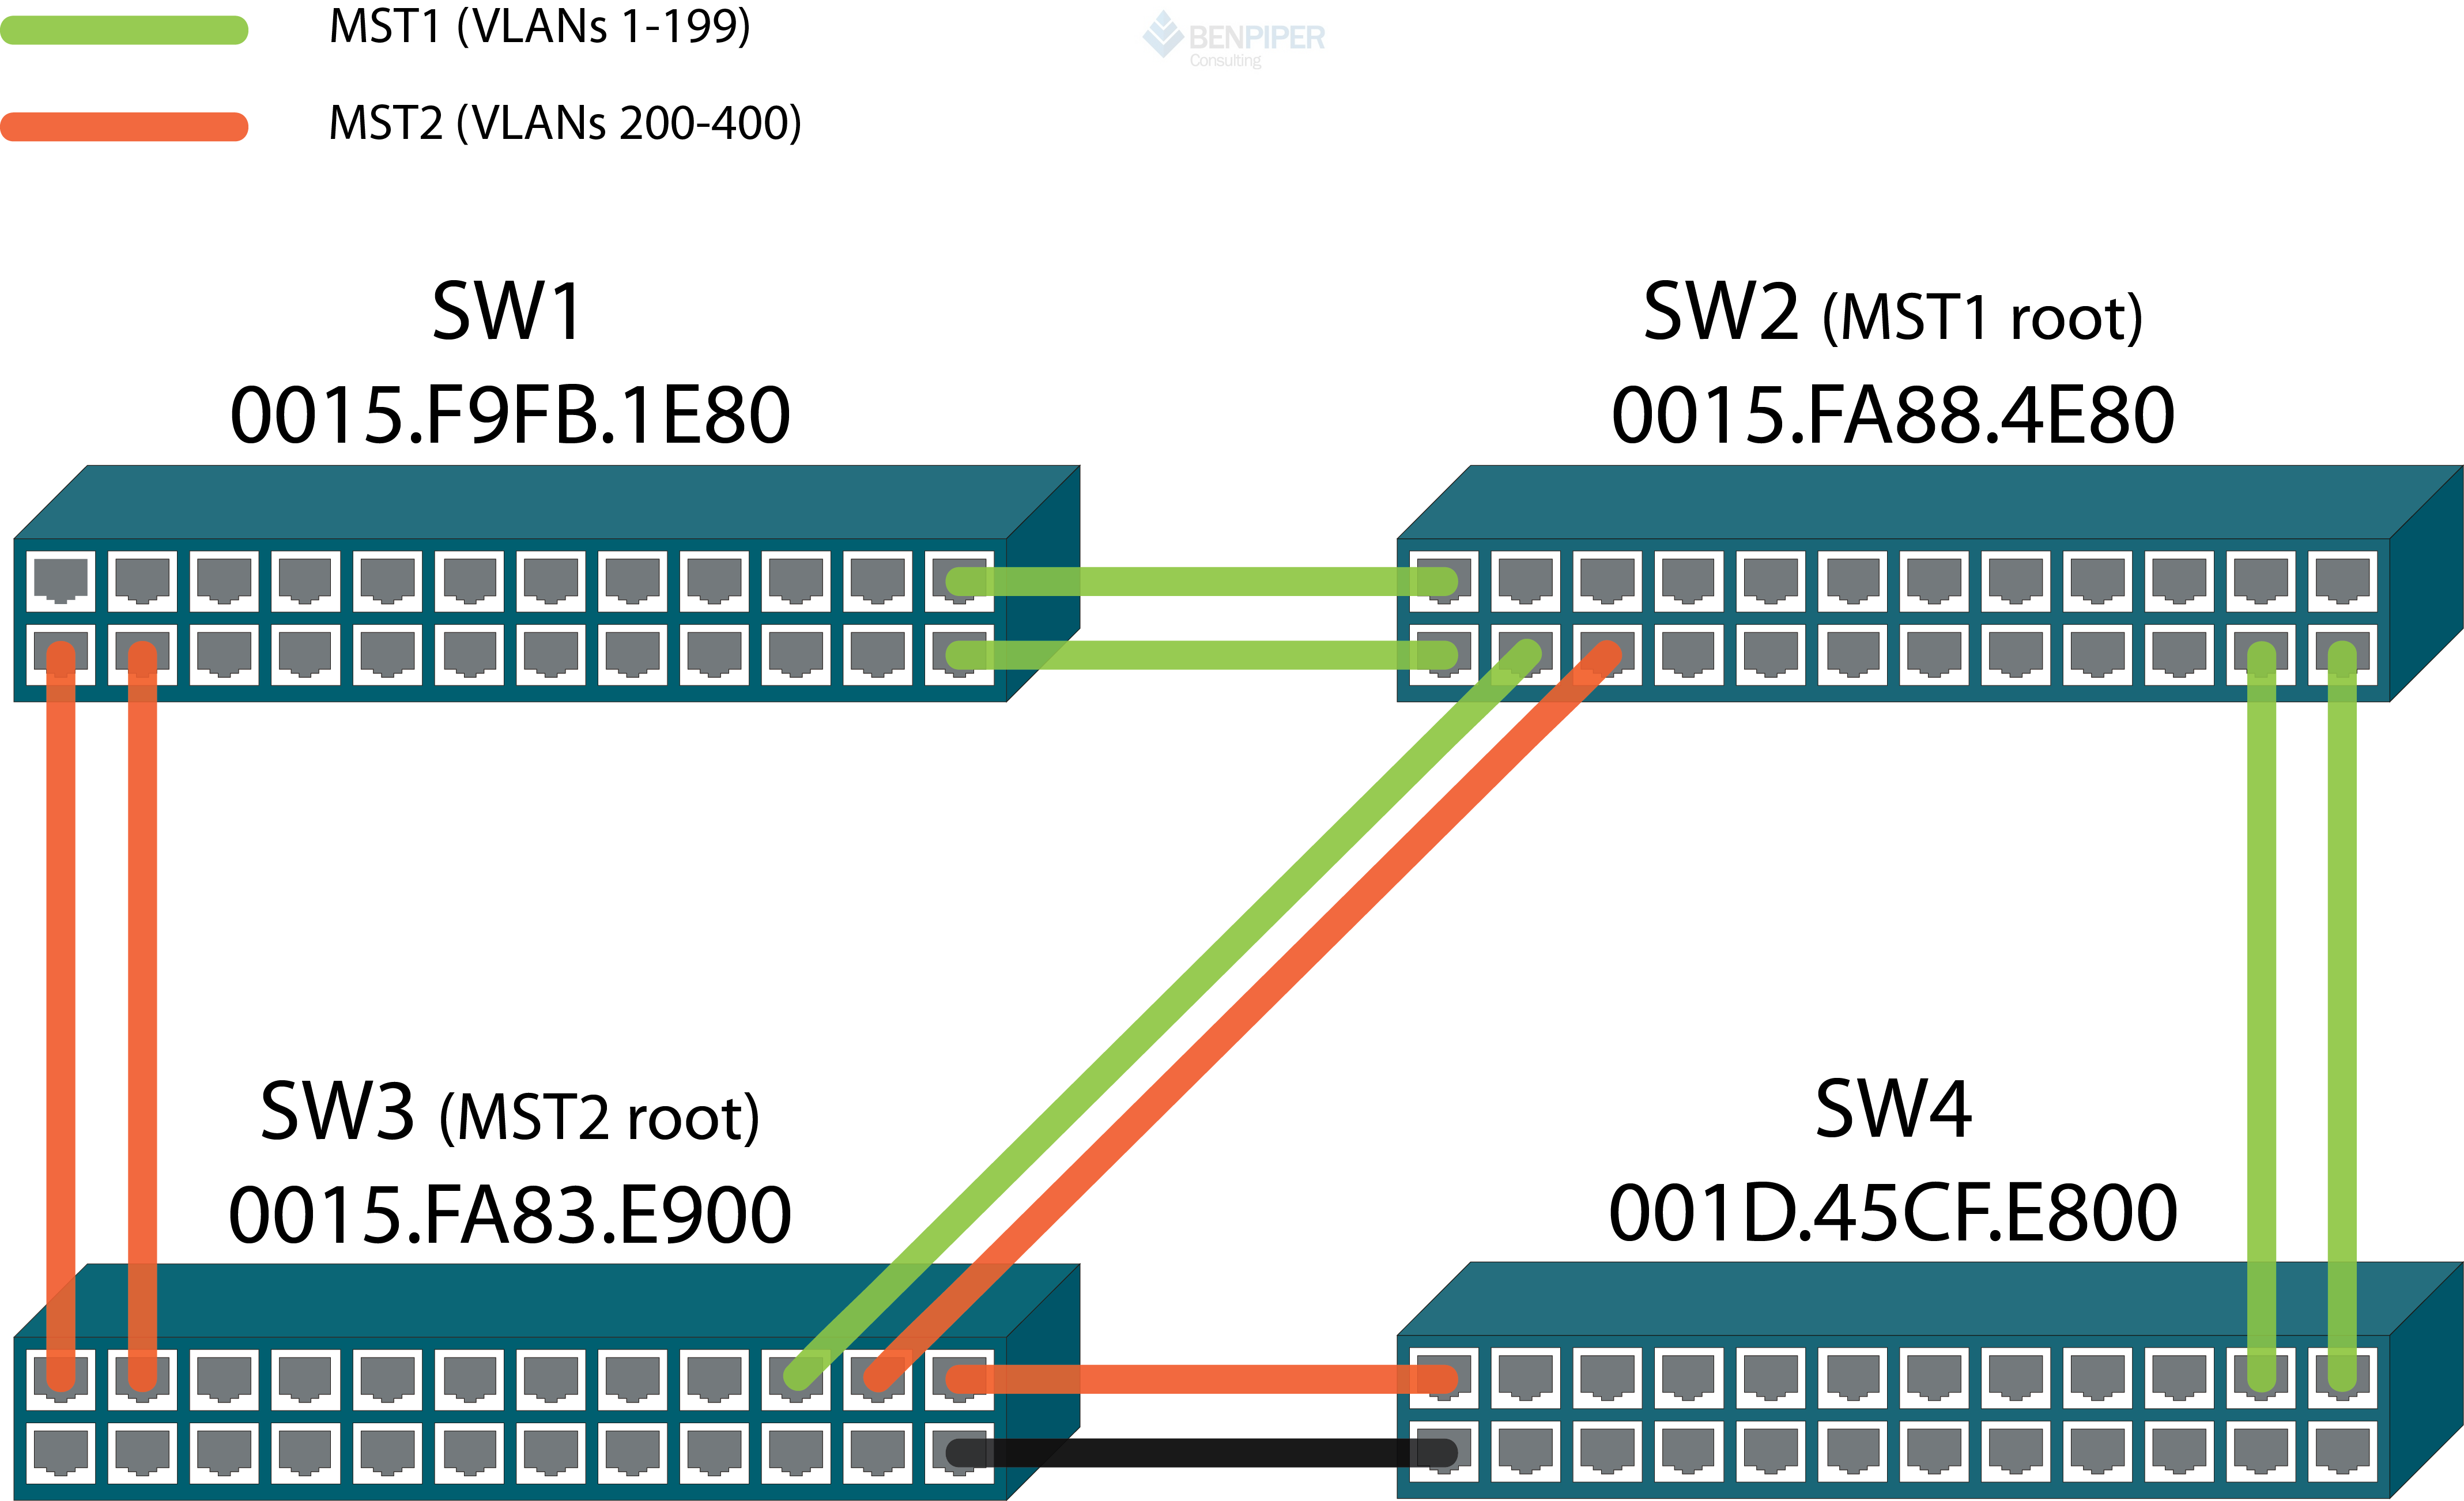 MST1 (VLANs 1-199)
BENPIPER
Consulting
MST2 (VLANs 200-400)
SW1
0015.F9FB.1E80
SW2 (MST1 root)
0015.FA88.4E80
SW3 (MST2 root)
0015.FA83.E900
SW4
001D.45CF.E800